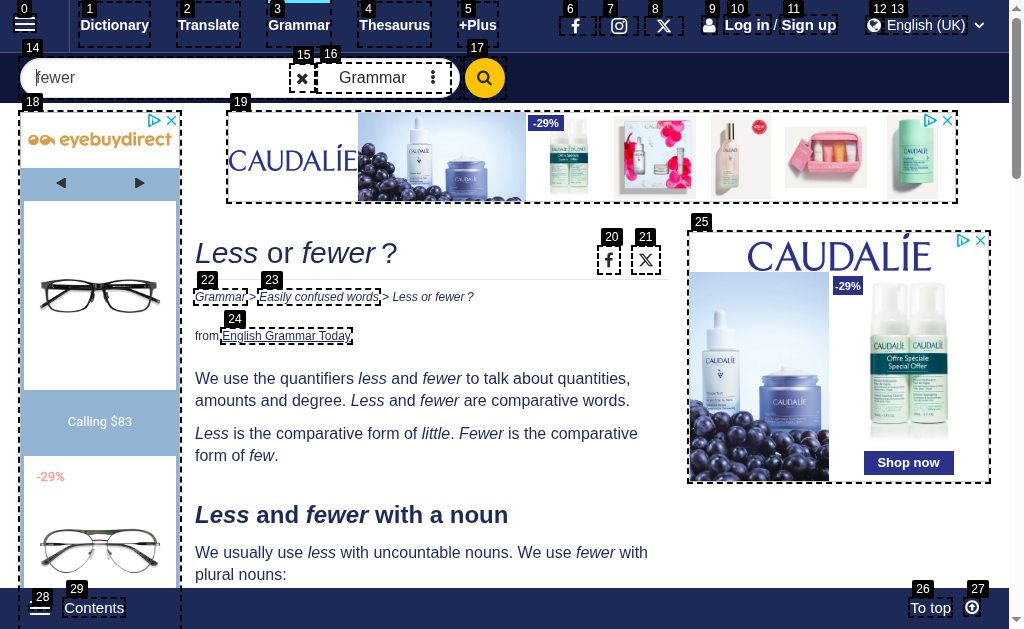 0 1 2 3 4 5 6 7 8 9 10 11 12 13
Dictionary Translate Grammar Thesaurus +Plus Log in / Sign up English (UK)
14 15 16 17
fewer Grammar
18 19
eyebuydirect
CAUDALÍE
-29%
Offre Spéciale
Special Offer
20 21
Less or fewer ?
22 23
Grammar > Easily confused words > Less or fewer ?
24
from English Grammar Today
We use the quantifiers less and fewer to talk about quantities,
amounts and degree. Less and fewer are comparative words.
Less is the comparative form of little. Fewer is the comparative
form of few.
Less and fewer with a noun
We usually use less with uncountable nouns. We use fewer with
plural nouns:
Calling $83
-29%
25
CAUDALÍE
-29%
CAUDALÍE
CAUDALÍE
Offre Spéciale
Special Offer
Shop now
28 29 26 27
Contents To top